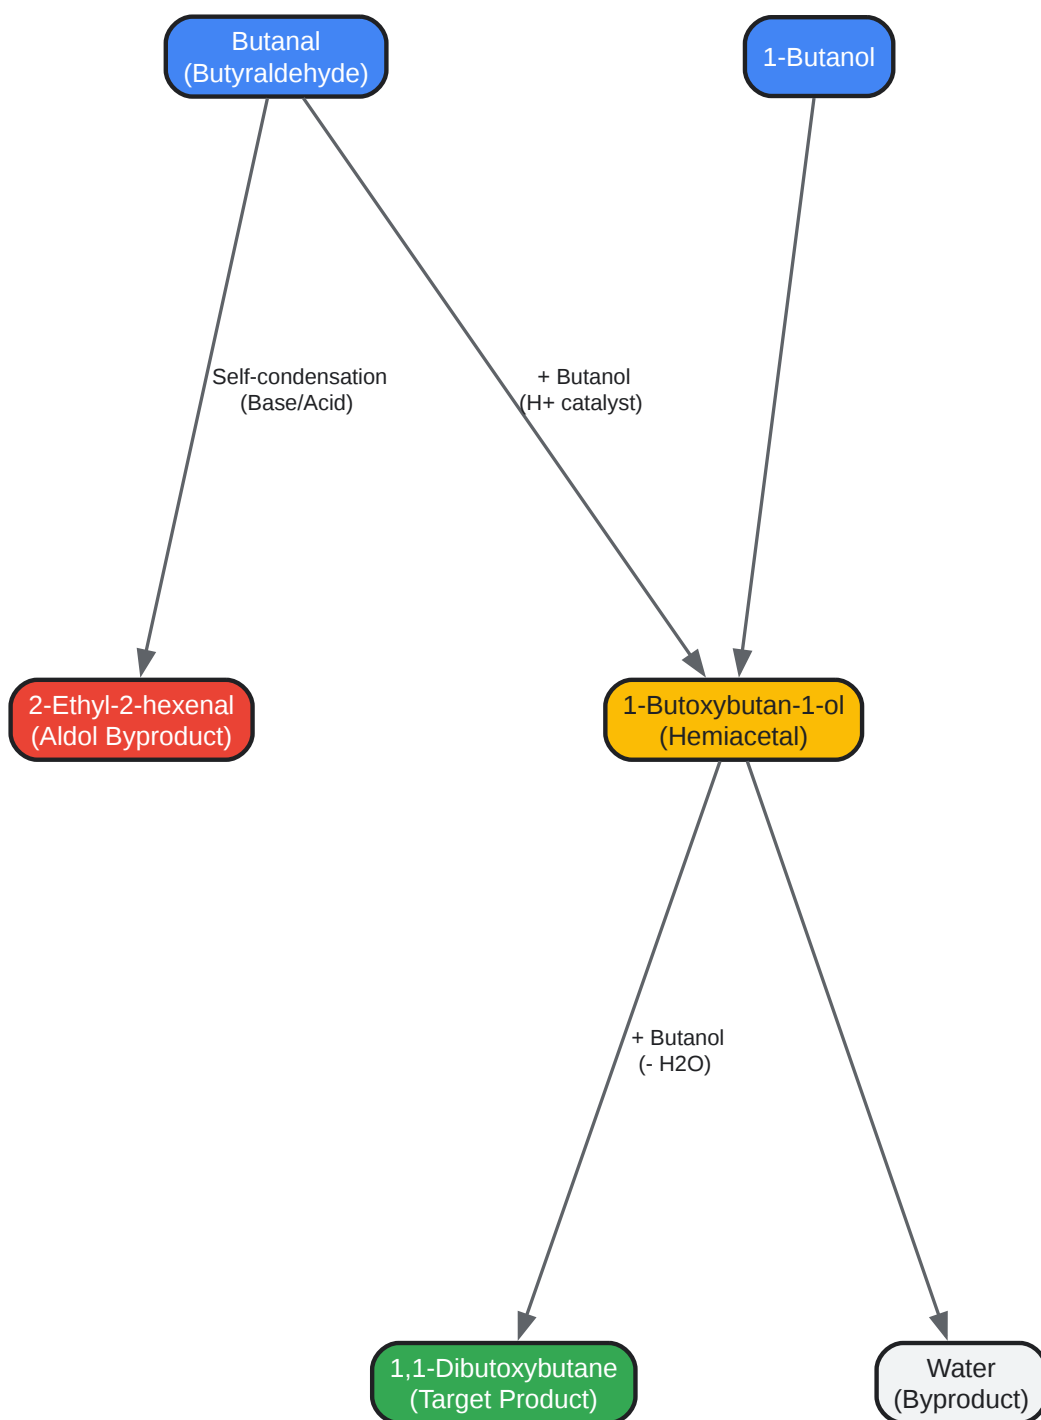 Butanal
(Butyraldehyde)
1-Butanol
Self-condensation
(Base/Acid)
+ Butanol
(H+ catalyst)
2-Ethyl-2-hexenal
(Aldol Byproduct)
1-Butoxybutan-1-ol
(Hemiacetal)
+ Butanol
(- H2O)
1,1-Dibutoxybutane
(Target Product)
Water
(Byproduct)